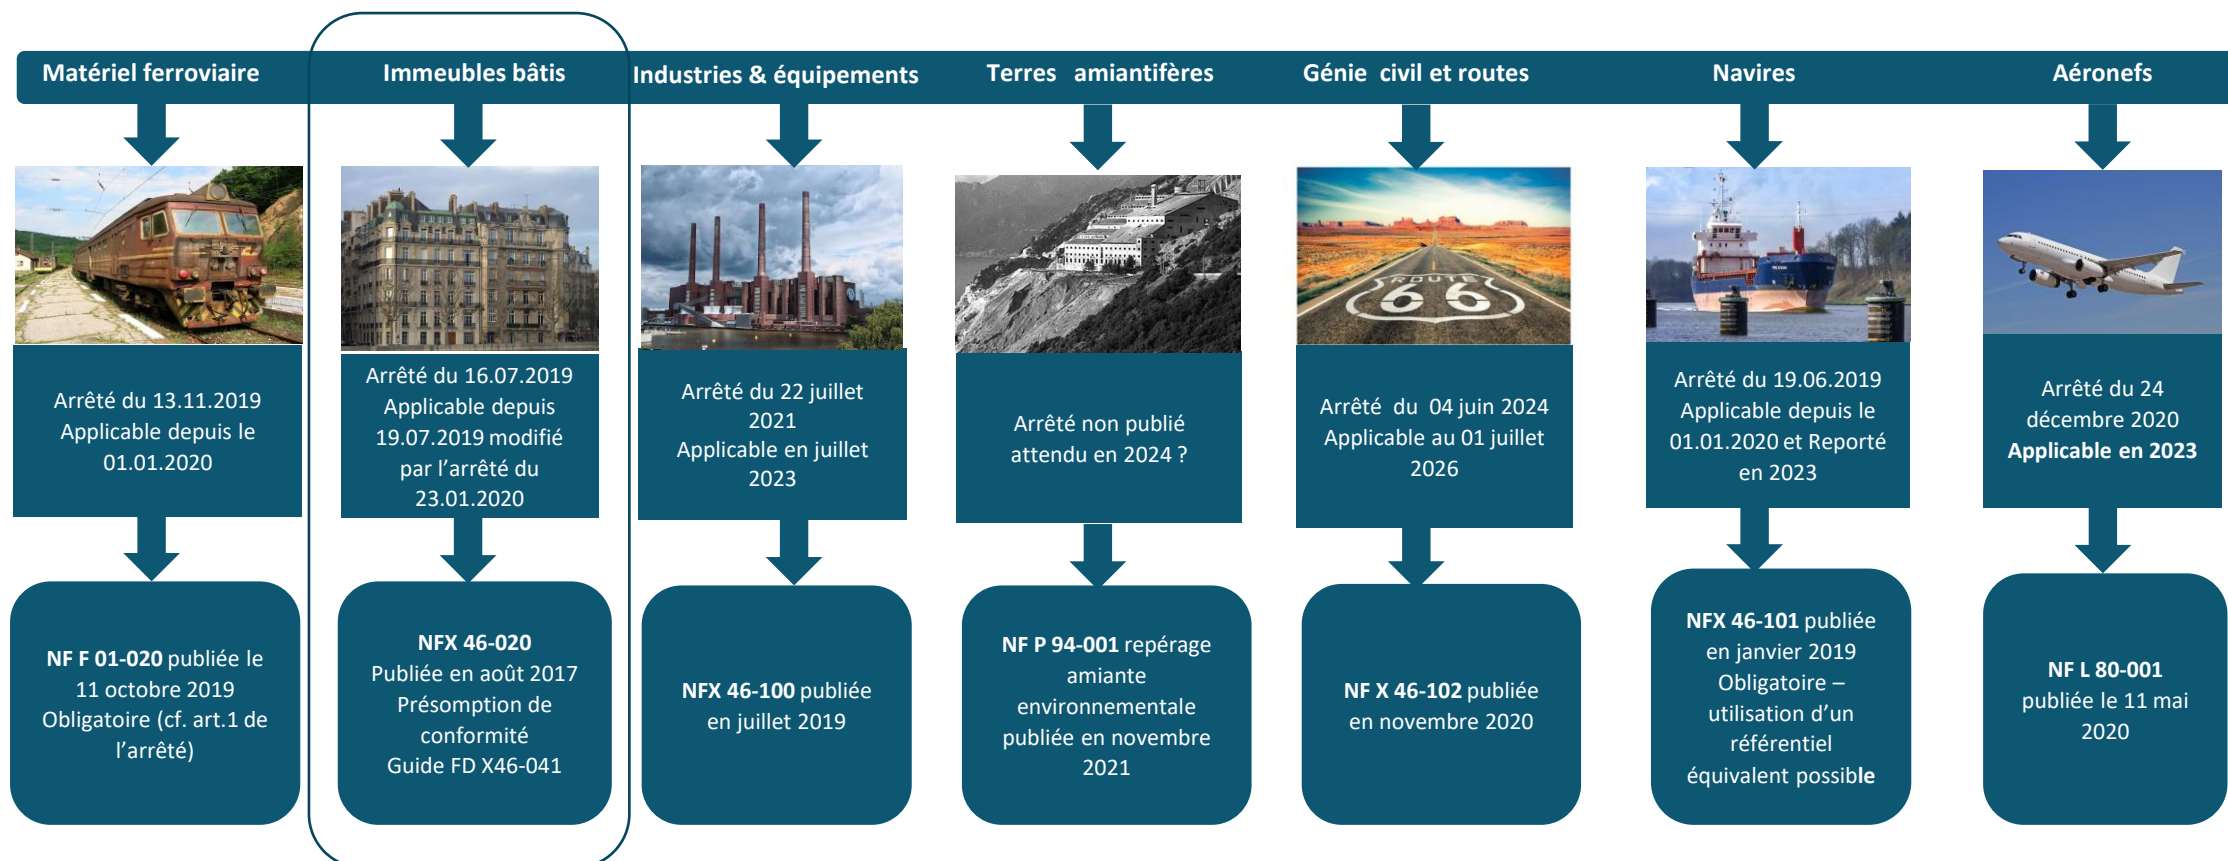 Matériel ferroviaire
Immeubles bâtis
Industries & équipements
Terres amiantifères
Génie civil et routes
Navires
Aéronefs
ROUTE
66
Arrêté du 13.11.2019
Applicable depuis le
01.01.2020
Arrêté du 16.07.2019
Applicable depuis
19.07.2019 modifié
par l’arrêté du
23.01.2020
Arrêté du 22 juillet
2021
Applicable en juillet
2023
Arrêté non publié
attendu en 2024 ?
Arrêté du 04 juin 2024
Applicable au 01 juillet
2026
Arrêté du 19.06.2019
Applicable depuis le
01.01.2020 et Reporté
en 2023
Arrêté du 24
décembre 2020
Applicable en 2023
NF F 01-020 publiée le
11 octobre 2019
Obligatoire (cf. art.1 de
l’arrêté)
NFX 46-020
Publiée en août 2017
Présomption de
conformité
Guide FD X46-041
NFX 46-100 publiée
en juillet 2019
NF P 94-001 repérage
amiante
environnementale
publiée en novembre
2021
NF X 46-102 publiée
en novembre 2020
NFX 46-101 publiée
en janvier 2019
Obligatoire –
utilisation d’un
référentiel
équivalent possible
NF L 80-001
publiée le 11 mai
2020